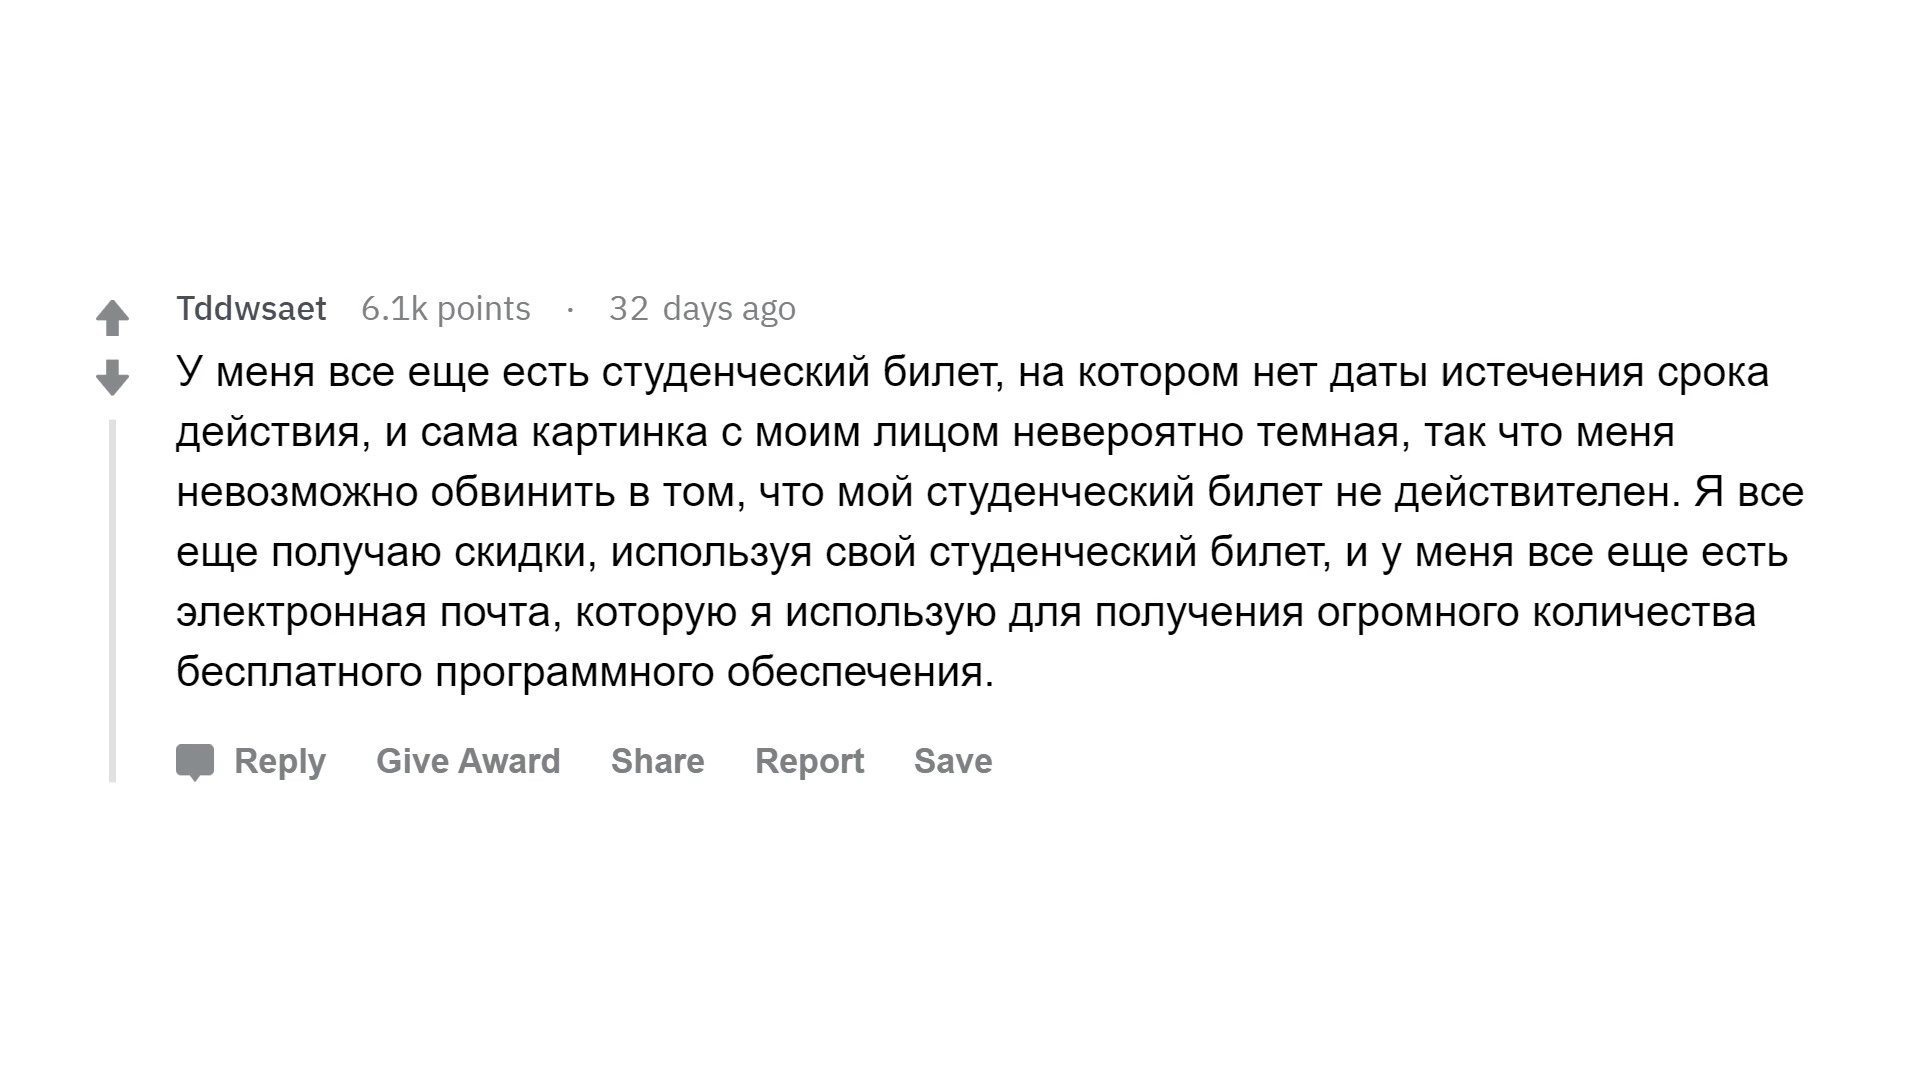 Tddwsaet 6.1k points · 32 days ago
У меня все еще есть студенческий билет, на котором нет даты истечения срока
действия, и сама картинка с моим лицом невероятно темная, так что меня
невозможно обвинить в том, что мой студенческий билет не действителен. Я все
еще получаю скидки, используя свой студенческий билет, и у меня все еще есть
электронная почта, которую я использую для получения огромного количества
бесплатного программного обеспечения.
Reply Give Award Share Report Save